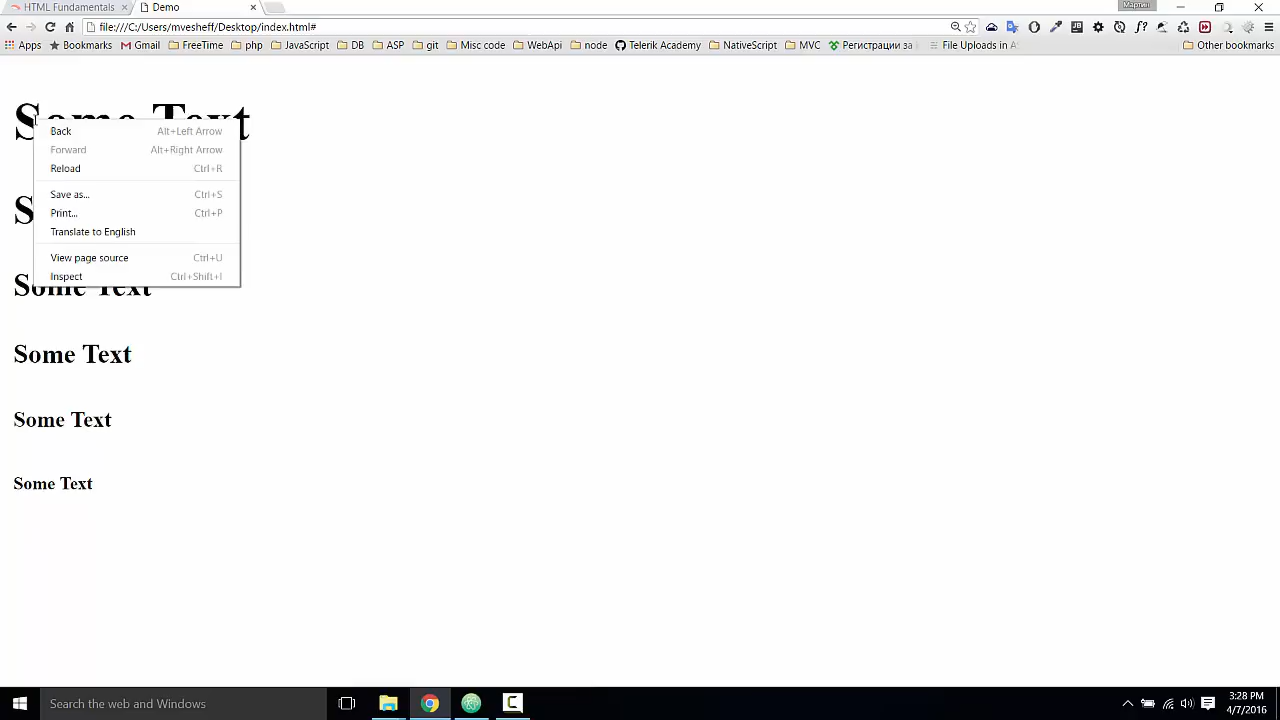 HTML Fundamentals
Demo
Мартин
file:///C:/Users/mvesheff/Desktop/index.html#
Apps Bookmarks Gmail FreeTime php JavaScript DB ASP git Misc code WebApi node Telerik Academy NativeScript MVC Регистрации за File Uploads in A Other bookmarks
Some Text
Back Alt+Left Arrow
Forward Alt+Right Arrow
Reload Ctrl+R
Save as... Ctrl+S
Print... Ctrl+P
Translate to English
View page source Ctrl+U
Inspect Ctrl+Shift+I
Some Text
Some Text
Some Text
Some Text
Search the web and Windows
3:28 PM
4/7/2016